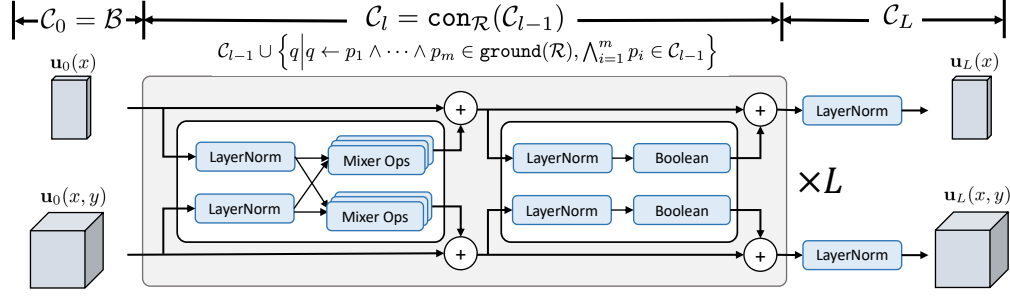 𝒞₀ = ℬ
𝒞ₗ = con_ℛ(𝒞ₗ₋₁)
𝒞_L
𝒞ₗ₋₁ ∪ {q|q ← p₁ ∧ ⋯ ∧ pₘ ∈ ground(ℛ), ⋀ᵢ₌₁ᵐ pᵢ ∈ 𝒞ₗ₋₁}
u₀(x)
u_L(x)
+
+
LayerNorm
LayerNorm
Mixer Ops
LayerNorm
Boolean
LayerNorm
Mixer Ops
LayerNorm
Boolean
×L
u₀(x, y)
u_L(x, y)
+
+
LayerNorm